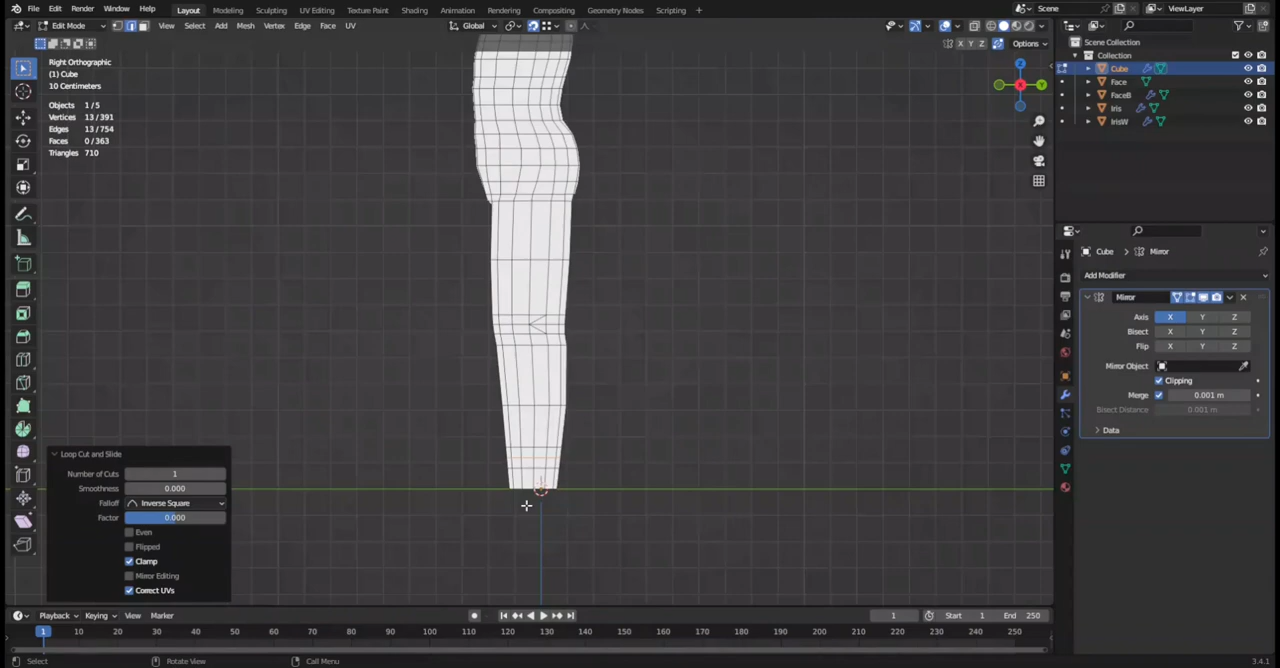 File Edit Render Window Help Layout Modeling Sculpting UV Editing Texture Paint Shading Animation Rendering Compositing Geometry Nodes Scripting + Scene ViewLayer
Edit Mode View Select Add Mesh Vertex Edge Face UV Global
X Y Z Options
Right Orthographic
(1) Cube
10 Centimeters
Objects 1/5
Vertices 13/391
Edges 13/754
Faces 0/363
Triangles 710
Z
Y
X
Scene Collection
Collection
Cube
Face
FaceB
Iris
IrisW
Cube > Mirror
Add Modifier
Mirror
Axis X Y Z
Bisect X Y Z
Flip X Y Z
Mirror Object
Clipping
Merge 0.001 m
Bisect Distance 0.001 m
> Data
Loop Cut and Slide
Number of Cuts 1
Smoothness 0.000
Falloff Inverse Square
Factor 0.000
Even
Flipped
Clamp
Mirror Editing
Correct UVs
Playback Keying View Marker 1 Start 1 End 250
1 10 20 30 40 50 60 70 80 90 100 110 120 130 140 150 160 170 180 190 200 210 220 230 240 250
Select Rotate View Call Menu 3.4.1